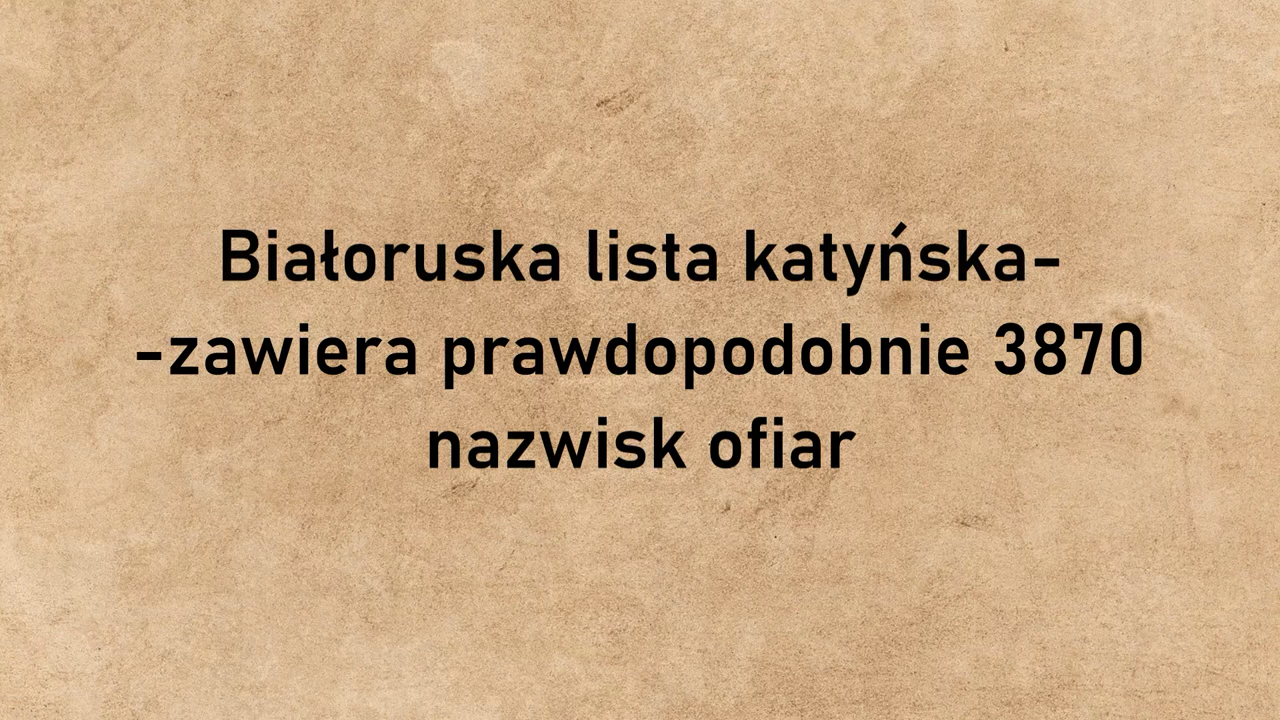 Białoruska lista katyńska-
-zawiera prawdopodobnie 3870
nazwisk ofiar